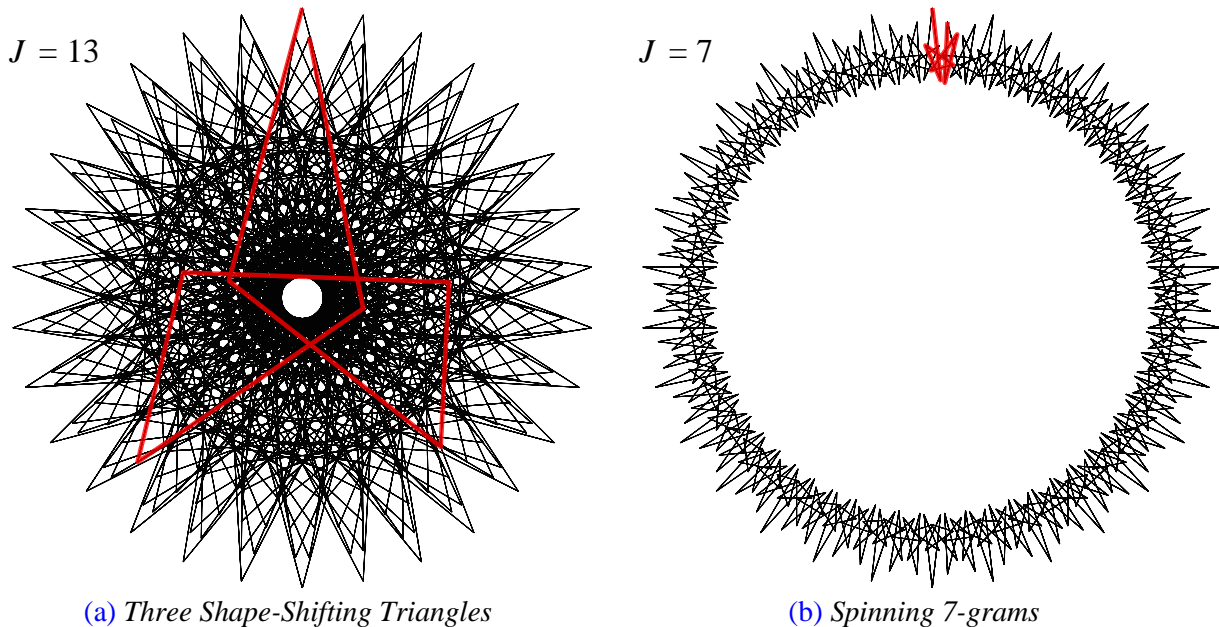 J = 13
J = 7
(a) Three Shape-Shifting Triangles
(b) Spinning 7-grams